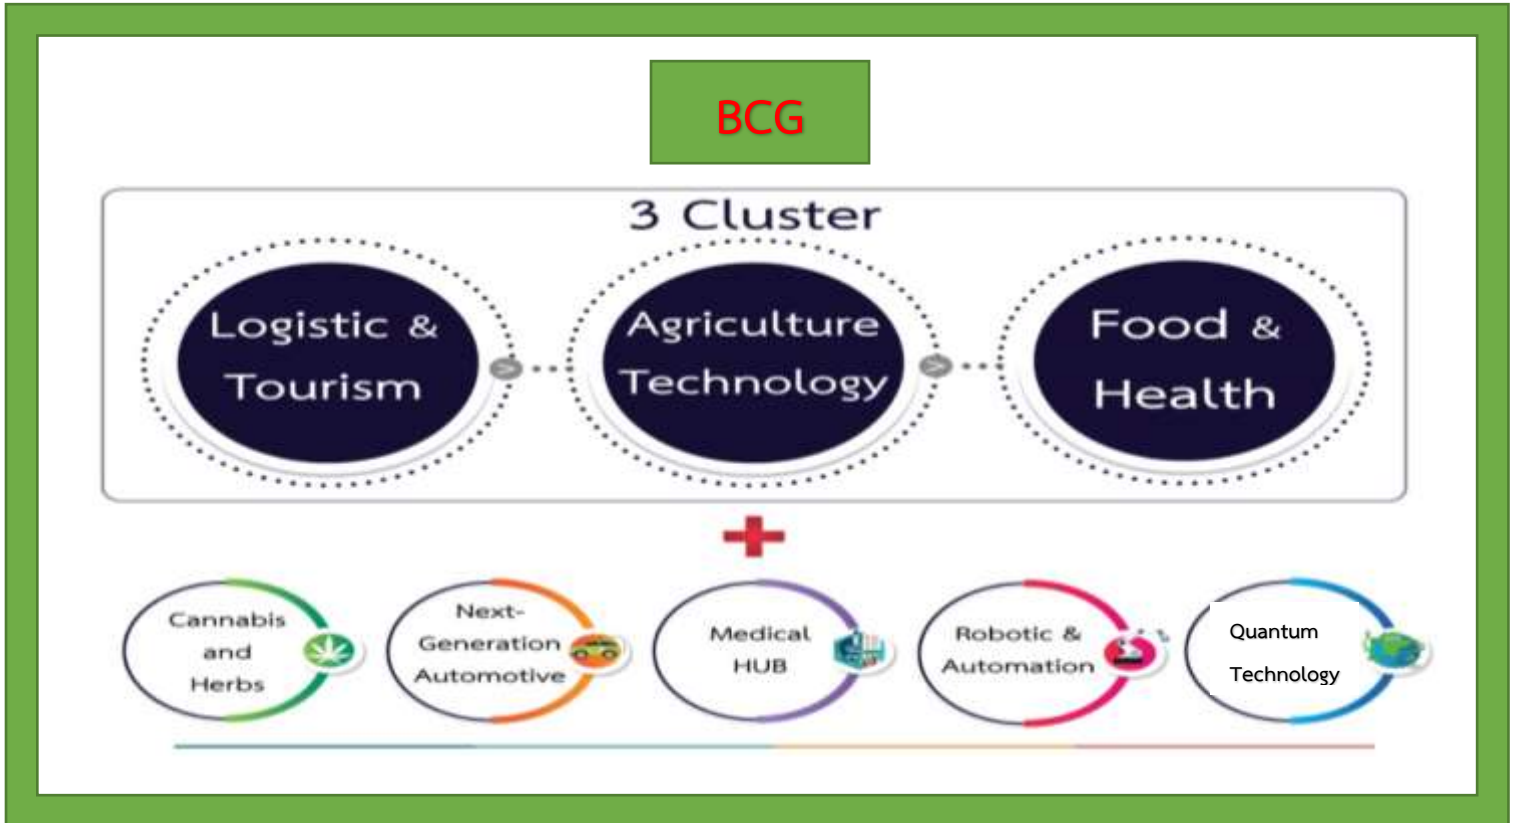 BCG
3 Cluster
Logistic &
Tourism
Agriculture
Technology
Food &
Health
Cannabis
and
Herbs
Next-
Generation
Automotive
Medical
HUB
Robotic &
Automation
Quantum
Technology